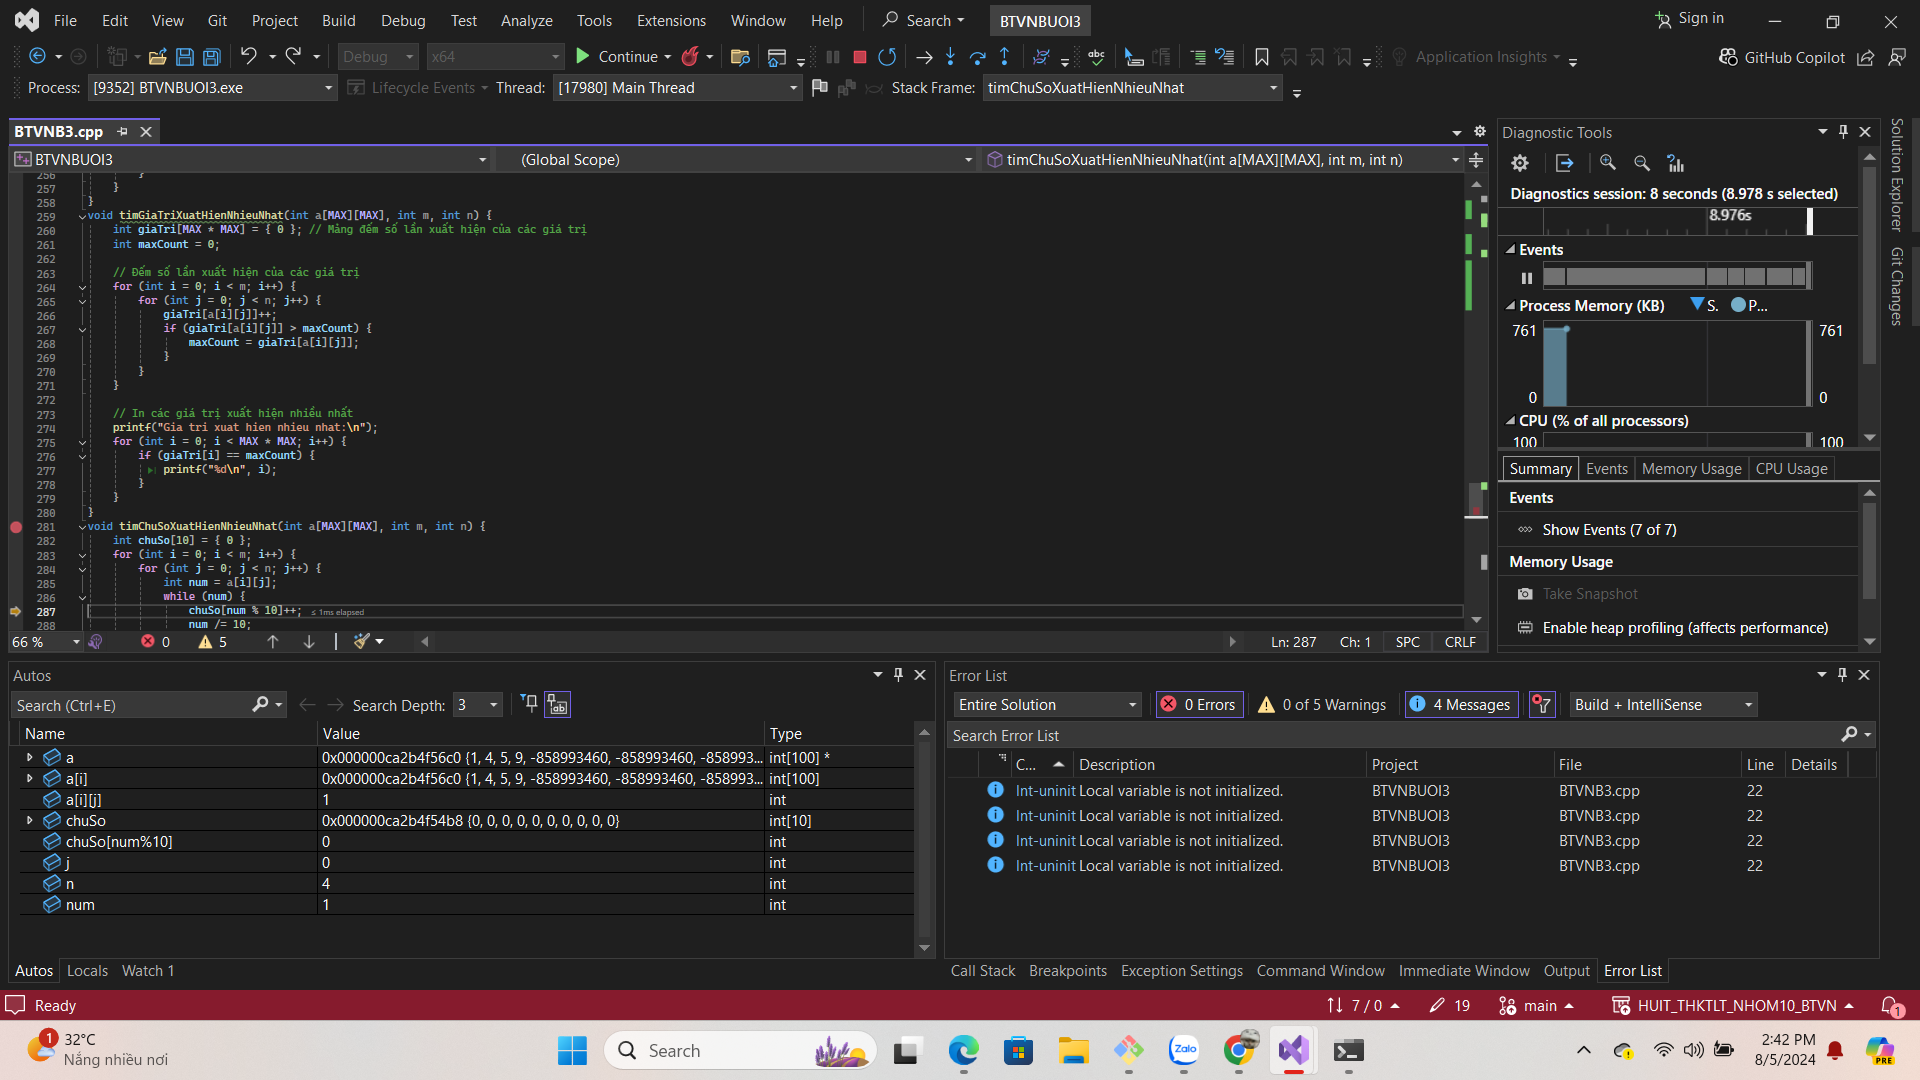 File Edit View Git Project Build Debug Test Analyze Tools Extensions Window Help Search BTVNBUOI3 Sign in
Debug x64 Continue Application Insights GitHub Copilot
Process: [9352] BTVNBUOI3.exe Lifecycle Events Thread: [17980] Main Thread Stack Frame: timChuSoXuatHienNhieuNhat
BTVNB3.cpp
BTVNBUOI3 (Global Scope) timChuSoXuatHienNhieuNhat(int a[MAX][MAX], int m, int n)
256 }
257 }
258 }
259 void timGiaTriXuatHienNhieuNhat(int a[MAX][MAX], int m, int n) {
260 int giaTri[MAX * MAX] = { 0 }; // Mảng đếm số lần xuất hiện của các giá trị
261 int maxCount = 0;
262
263 // Đếm số lần xuất hiện của các giá trị
264 for (int i = 0; i < m; i++) {
265 for (int j = 0; j < n; j++) {
266 giaTri[a[i][j]]++;
267 if (giaTri[a[i][j]] > maxCount) {
268 maxCount = giaTri[a[i][j]];
269 }
270 }
271 }
272
273 // In các giá trị xuất hiện nhiều nhất
274 printf("Gia tri xuat hien nhieu nhat:\n");
275 for (int i = 0; i < MAX * MAX; i++) {
276 if (giaTri[i] == maxCount) {
277 printf("%d\n", i);
278 }
279 }
280 }
281 void timChuSoXuatHienNhieuNhat(int a[MAX][MAX], int m, int n) {
282 int chuSo[10] = { 0 };
283 for (int i = 0; i < m; i++) {
284 for (int j = 0; j < n; j++) {
285 int num = a[i][j];
286 while (num) {
287 chuSo[num % 10]++; ≤ 1ms elapsed
288 num /= 10;
66 % 0 5 Ln: 287 Ch: 1 SPC CRLF
Diagnostic Tools
Diagnostics session: 8 seconds (8.978 s selected)
8.976s
Events
Process Memory (KB) S. P...
761 761
0 0
CPU (% of all processors)
100 100
Summary Events Memory Usage CPU Usage
Events
Show Events (7 of 7)
Memory Usage
Take Snapshot
Enable heap profiling (affects performance)
Solution Explorer
Git Changes
Autos
Search (Ctrl+E) Search Depth: 3
Name Value Type
a 0x000000ca2b4f56c0 {1, 4, 5, 9, -858993460, -858993460, -858993... int[100] *
a[i] 0x000000ca2b4f56c0 {1, 4, 5, 9, -858993460, -858993460, -858993... int[100]
a[i][j] 1 int
chuSo 0x000000ca2b4f54b8 {0, 0, 0, 0, 0, 0, 0, 0, 0, 0} int[10]
chuSo[num%10] 0 int
j 0 int
n 4 int
num 1 int
Autos Locals Watch 1
Error List
Entire Solution 0 Errors 0 of 5 Warnings 4 Messages Build + IntelliSense
Search Error List
C... Description Project File Line Details
Int-uninit Local variable is not initialized. BTVNBUOI3 BTVNB3.cpp 22
Int-uninit Local variable is not initialized. BTVNBUOI3 BTVNB3.cpp 22
Int-uninit Local variable is not initialized. BTVNBUOI3 BTVNB3.cpp 22
Int-uninit Local variable is not initialized. BTVNBUOI3 BTVNB3.cpp 22
Call Stack Breakpoints Exception Settings Command Window Immediate Window Output Error List
Ready 7 / 0 19 main HUIT_THKTLT_NHOM10_BTVN 1
1 32°C
Nắng nhiều nơi
Search
Zalo
2:42 PM
8/5/2024
PRE